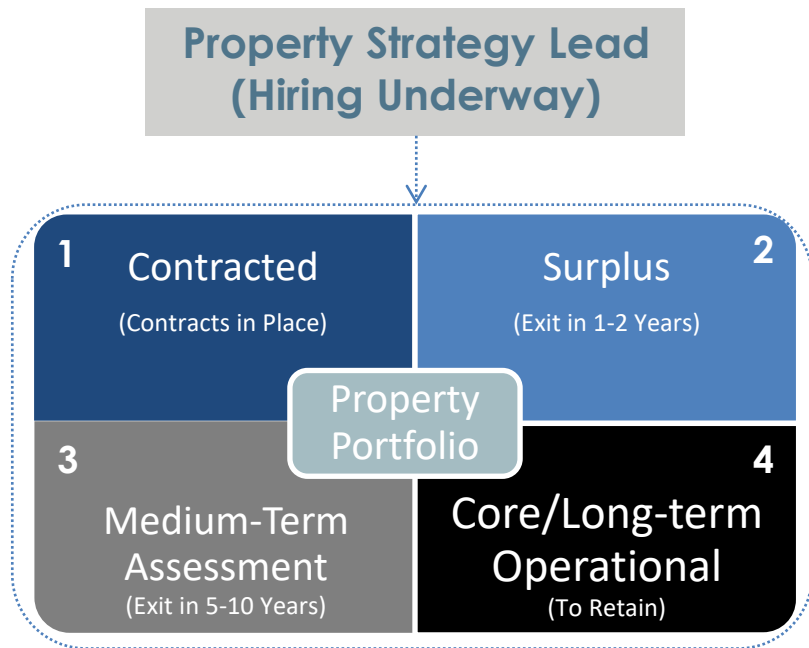 Property Strategy Lead
(Hiring Underway)
1
Contracted
(Contracts in Place)
2
Surplus
(Exit in 1-2 Years)
Property
Portfolio
3
Medium-Term
Assessment
(Exit in 5-10 Years)
4
Core/Long-term
Operational
(To Retain)